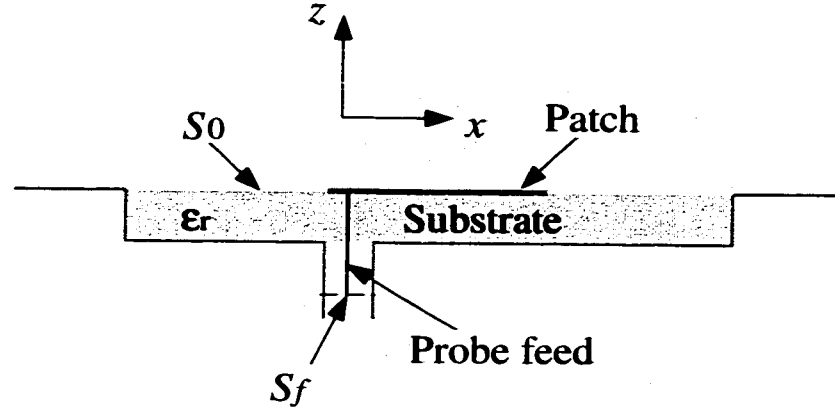 z
x
S0
Patch
εr
Substrate
Probe feed
Sf